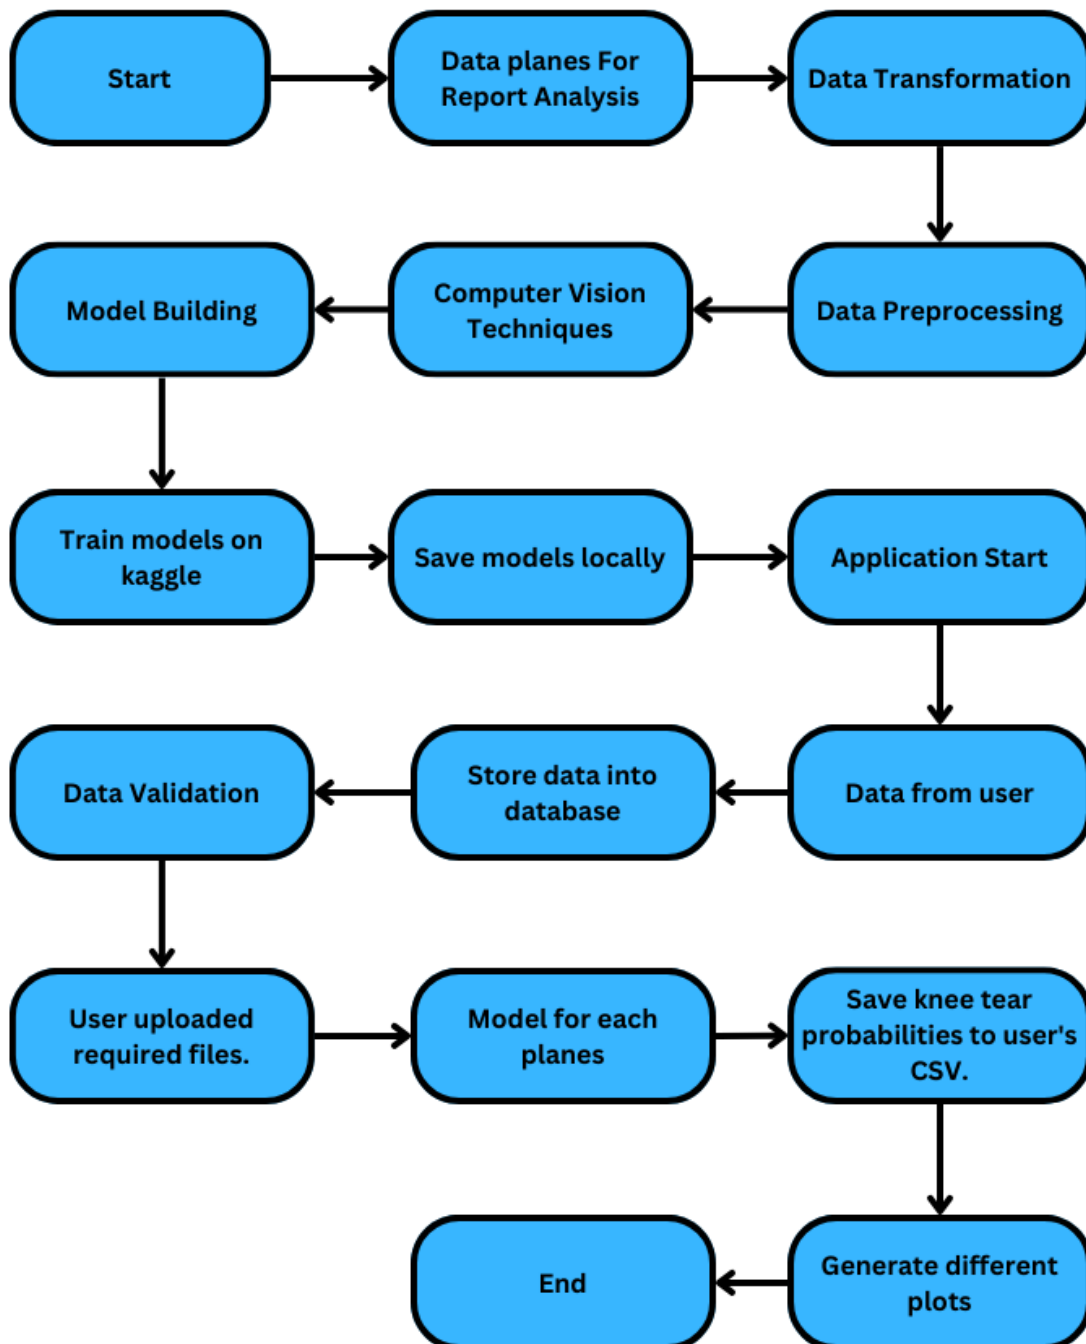 Start
Data planes For
Report Analysis
Data Transformation
Data Preprocessing
Computer Vision
Techniques
Model Building
Train models on
kaggle
Save models locally
Application Start
Data from user
Store data into
database
Data Validation
User uploaded
required files.
Model for each
planes
Save knee tear
probabilities to user's
CSV.
Generate different
plots
End